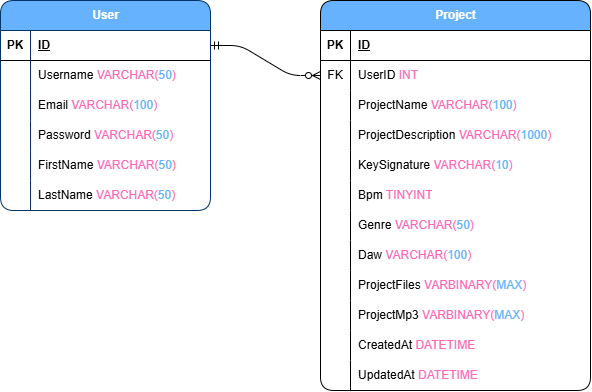 User
PK ID
Username VARCHAR(50)
Email VARCHAR(100)
Password VARCHAR(50)
FirstName VARCHAR(50)
LastName VARCHAR(50)
Project
PK ID
FK UserID INT
ProjectName VARCHAR(100)
ProjectDescription VARCHAR(1000)
KeySignature VARCHAR(10)
Bpm TINYINT
Genre VARCHAR(50)
Daw VARCHAR(100)
ProjectFiles VARBINARY(MAX)
ProjectMp3 VARBINARY(MAX)
CreatedAt DATETIME
UpdatedAt DATETIME